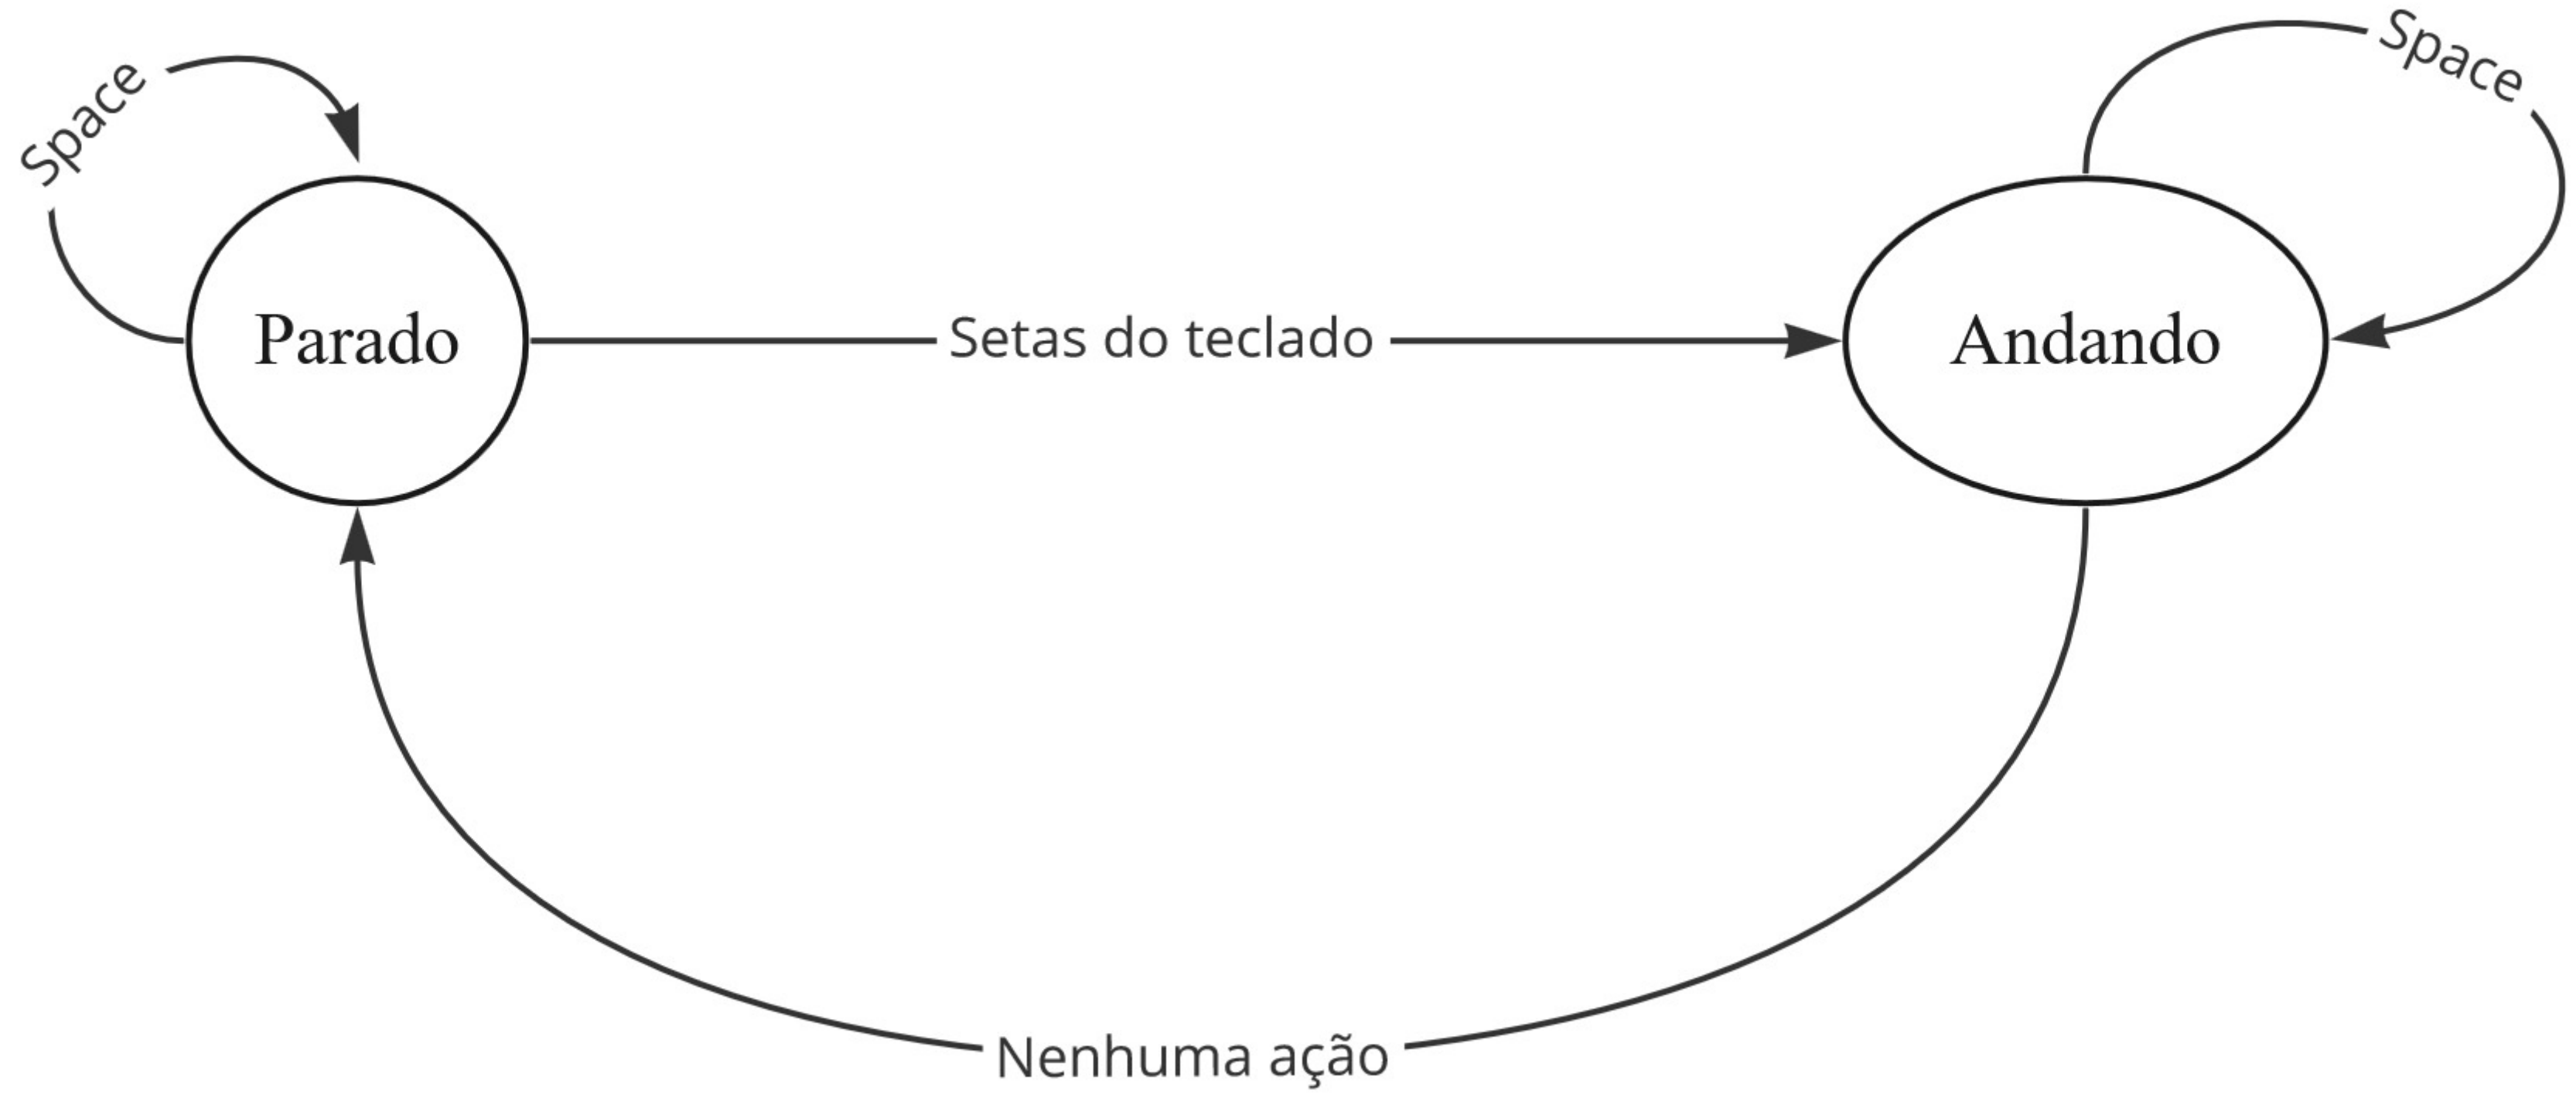 Space
Space
Parado
Setas do teclado
Andando
Nenhuma ação